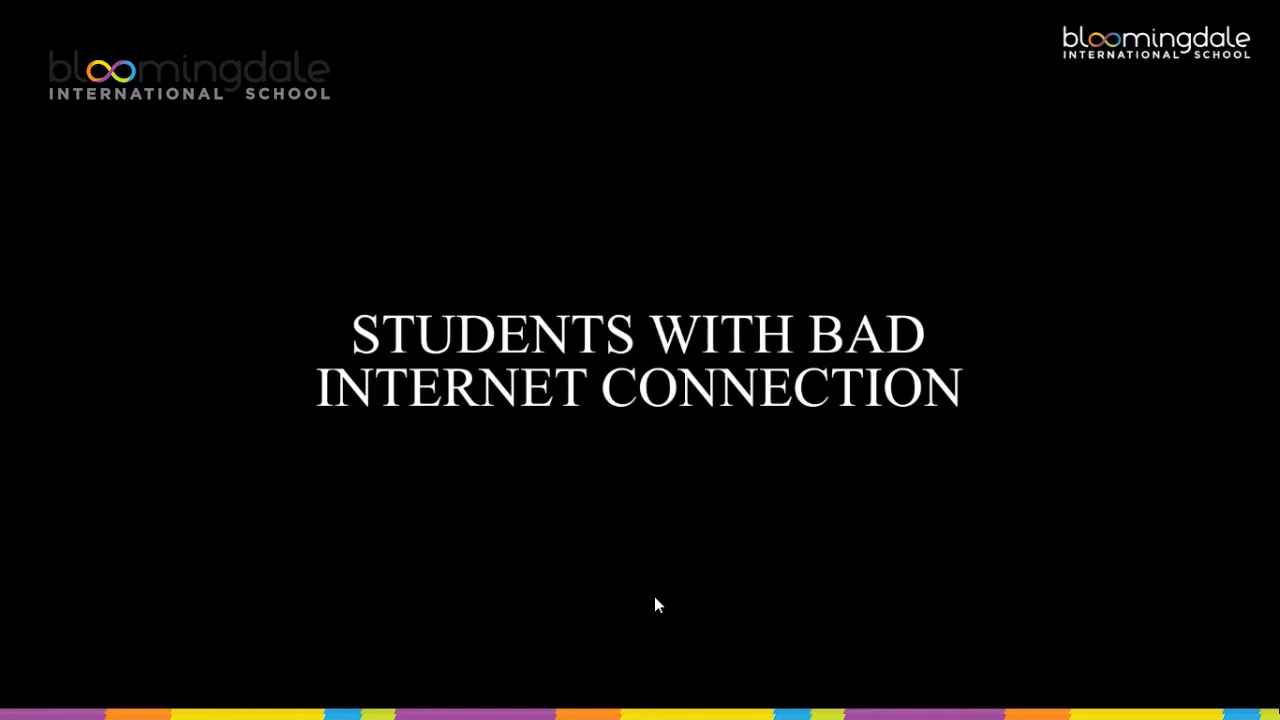 bloomingdale
INTERNATIONAL SCHOOL
bloomingdale
INTERNATIONAL SCHOOL
STUDENTS WITH BAD
INTERNET CONNECTION